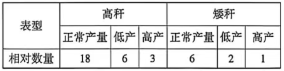 表型 高秆 矮秆
正常产量 低产 高产 正常产量 低产 高产
相对数量 18 6 3 6 2 1